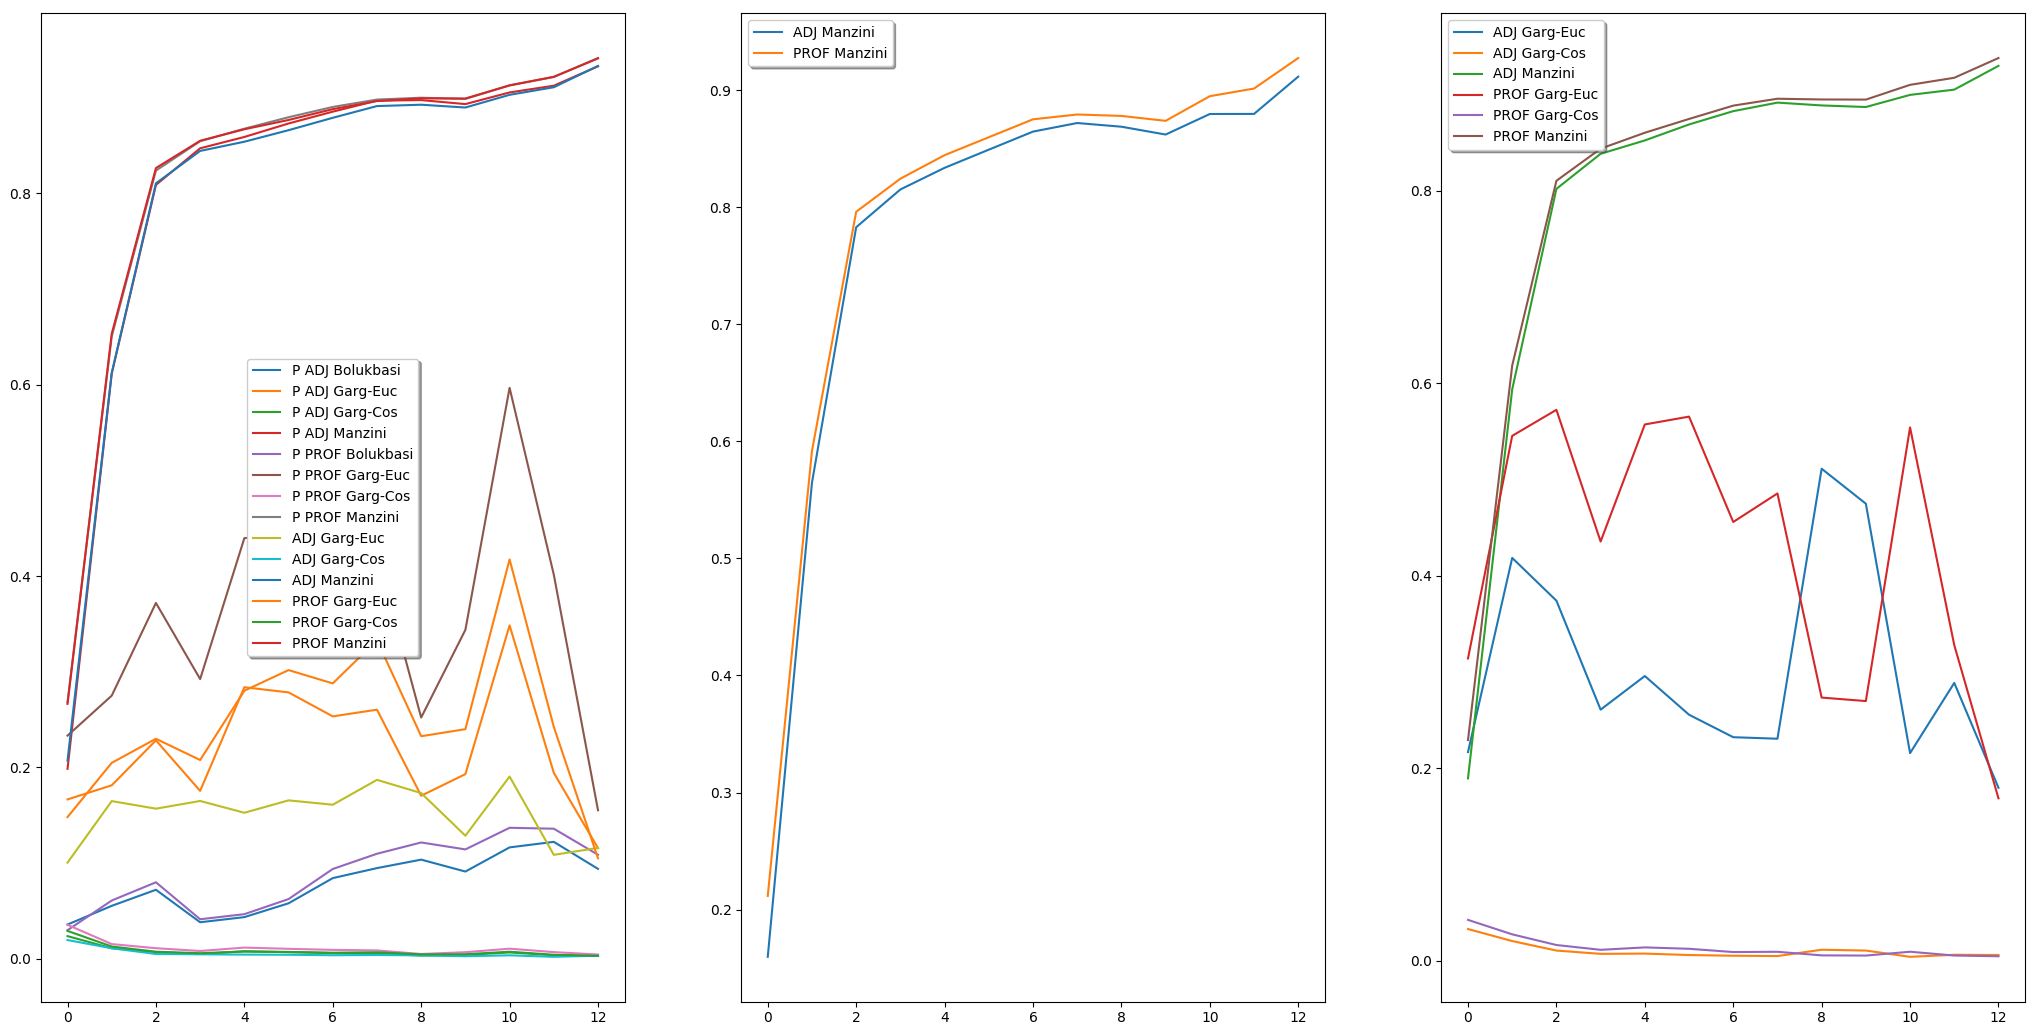 0.8
0.6
0.4
0.2
0.0
0 2 4 6 8 10 12
P ADJ Bolukbasi
P ADJ Garg-Euc
P ADJ Garg-Cos
P ADJ Manzini
P PROF Bolukbasi
P PROF Garg-Euc
P PROF Garg-Cos
P PROF Manzini
ADJ Garg-Euc
ADJ Garg-Cos
ADJ Manzini
PROF Garg-Euc
PROF Garg-Cos
PROF Manzini
ADJ Manzini
PROF Manzini
0.9
0.8
0.7
0.6
0.5
0.4
0.3
0.2
0 2 4 6 8 10 12
ADJ Garg-Euc
ADJ Garg-Cos
ADJ Manzini
PROF Garg-Euc
PROF Garg-Cos
PROF Manzini
0.8
0.6
0.4
0.2
0.0
0 2 4 6 8 10 12